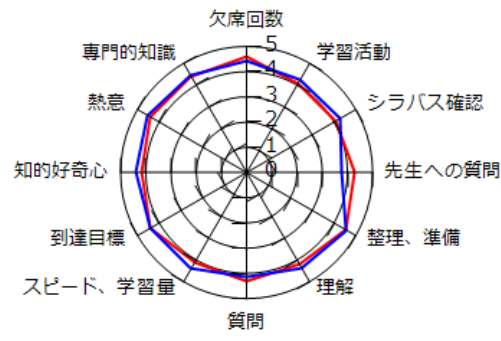 欠席回数
学習活動
シラバス確認
先生への質問
整理、準備
理解
質問
スピード、学習量
到達目標
知的好奇心
熱意
専門的知識
5
4
3
2
1
0